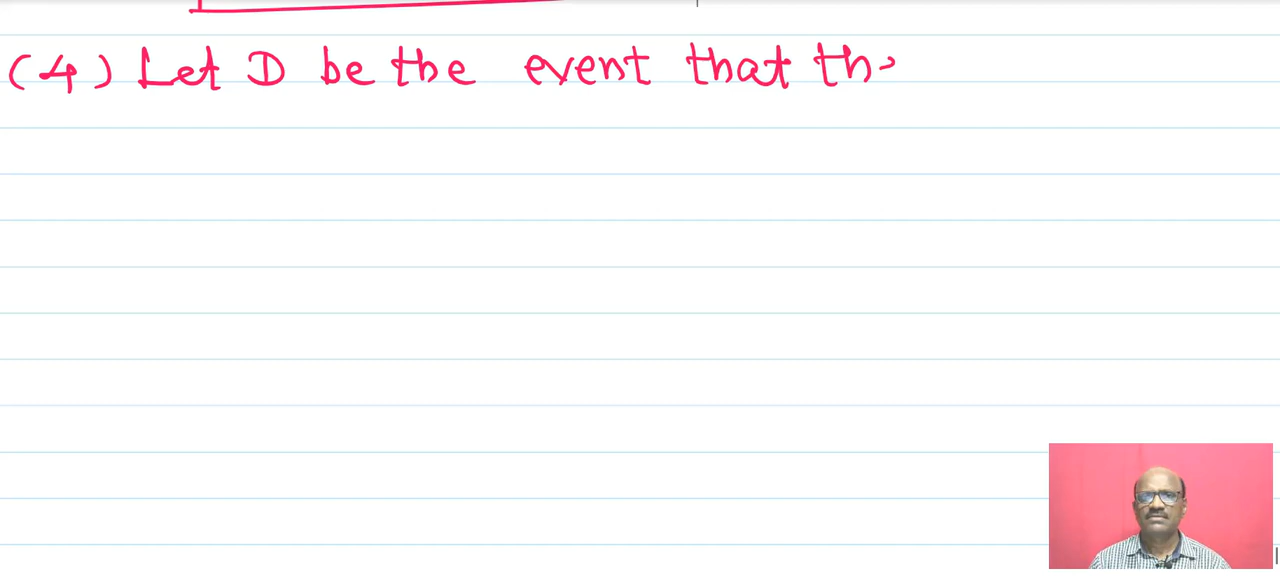 (4) Let D be the event that